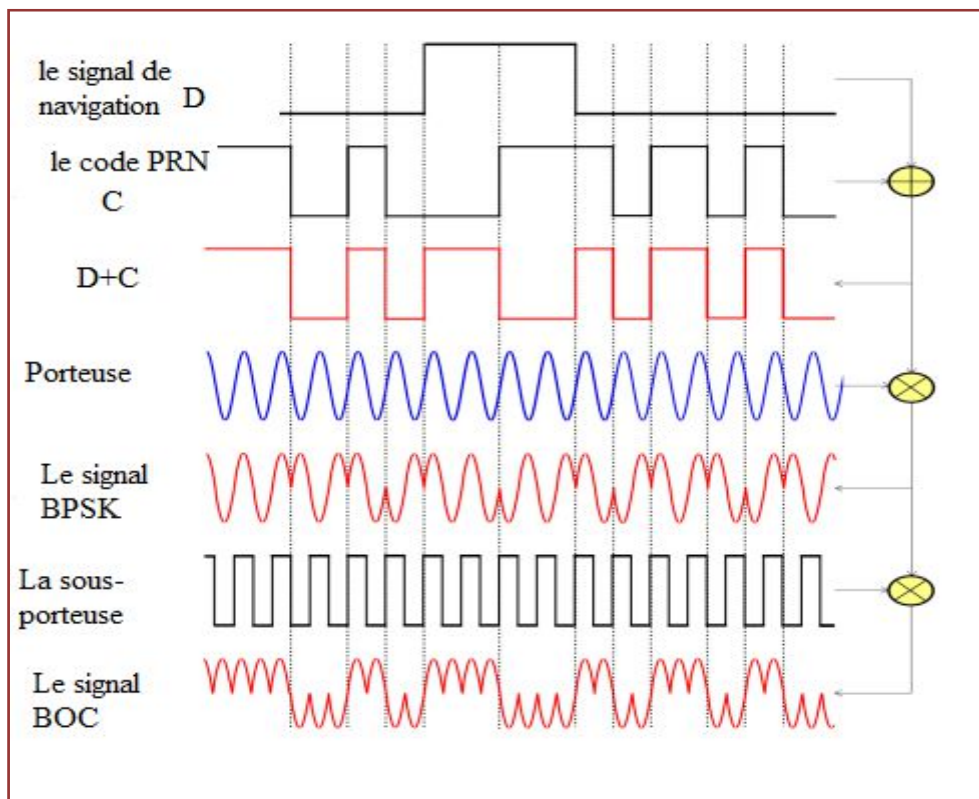 le signal de
navigation D
le code PRN
C
D+C
Porteuse
Le signal
BPSK
La sous-
porteuse
Le signal
BOC